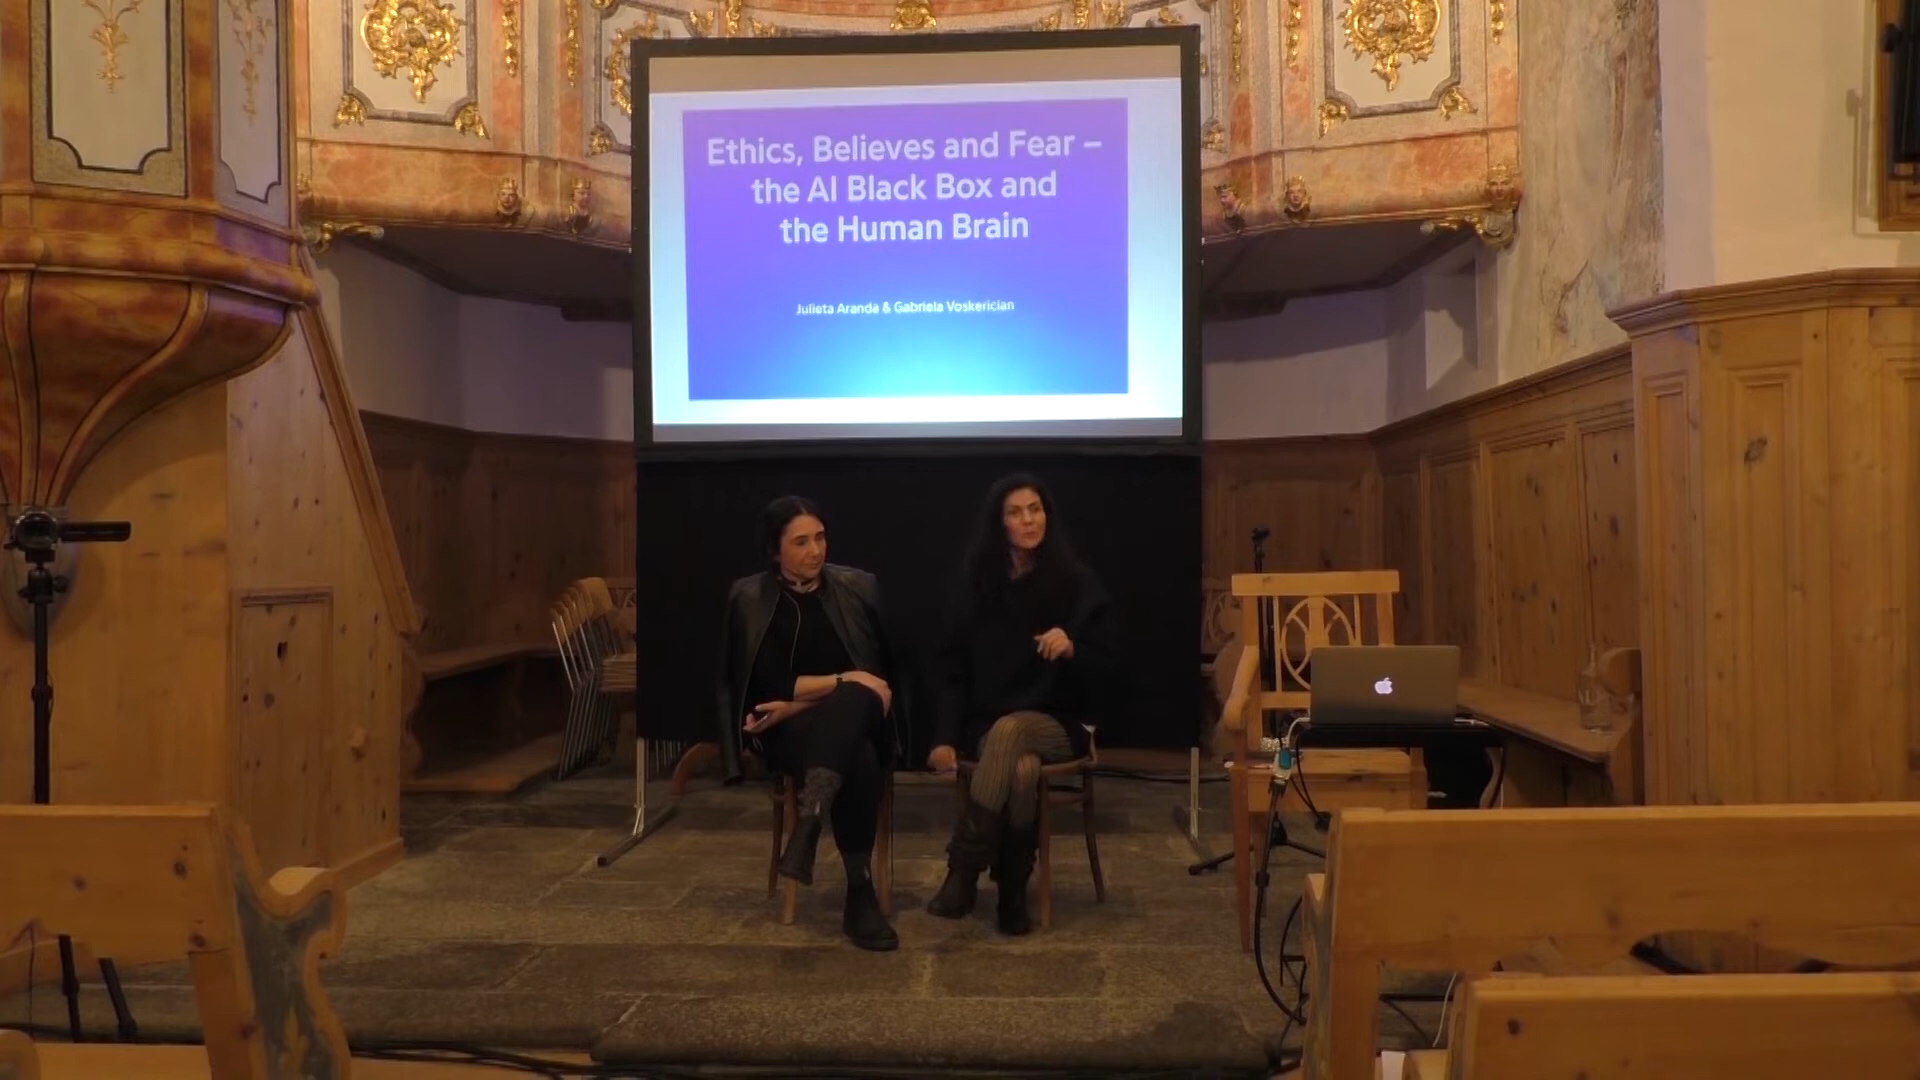 Ethics, Believes and Fear –
the AI Black Box and
the Human Brain
Julieta Aranda & Gabriela Voskerician